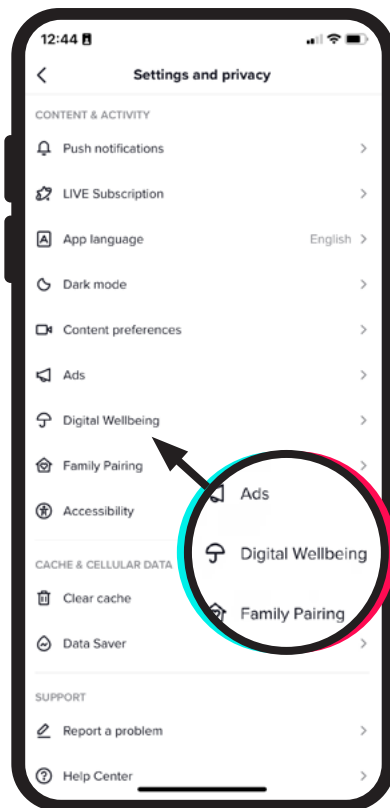 12:44
Settings and privacy
CONTENT & ACTIVITY
Push notifications
LIVE Subscription
A App language English
Dark mode
Content preferences
Ads
Digital Wellbeing
Family Pairing
Accessibility
Ads
Digital Wellbeing
Family Pairing
CACHE & CELLULAR DATA
Clear cache
Data Saver
SUPPORT
Report a problem
? Help Center